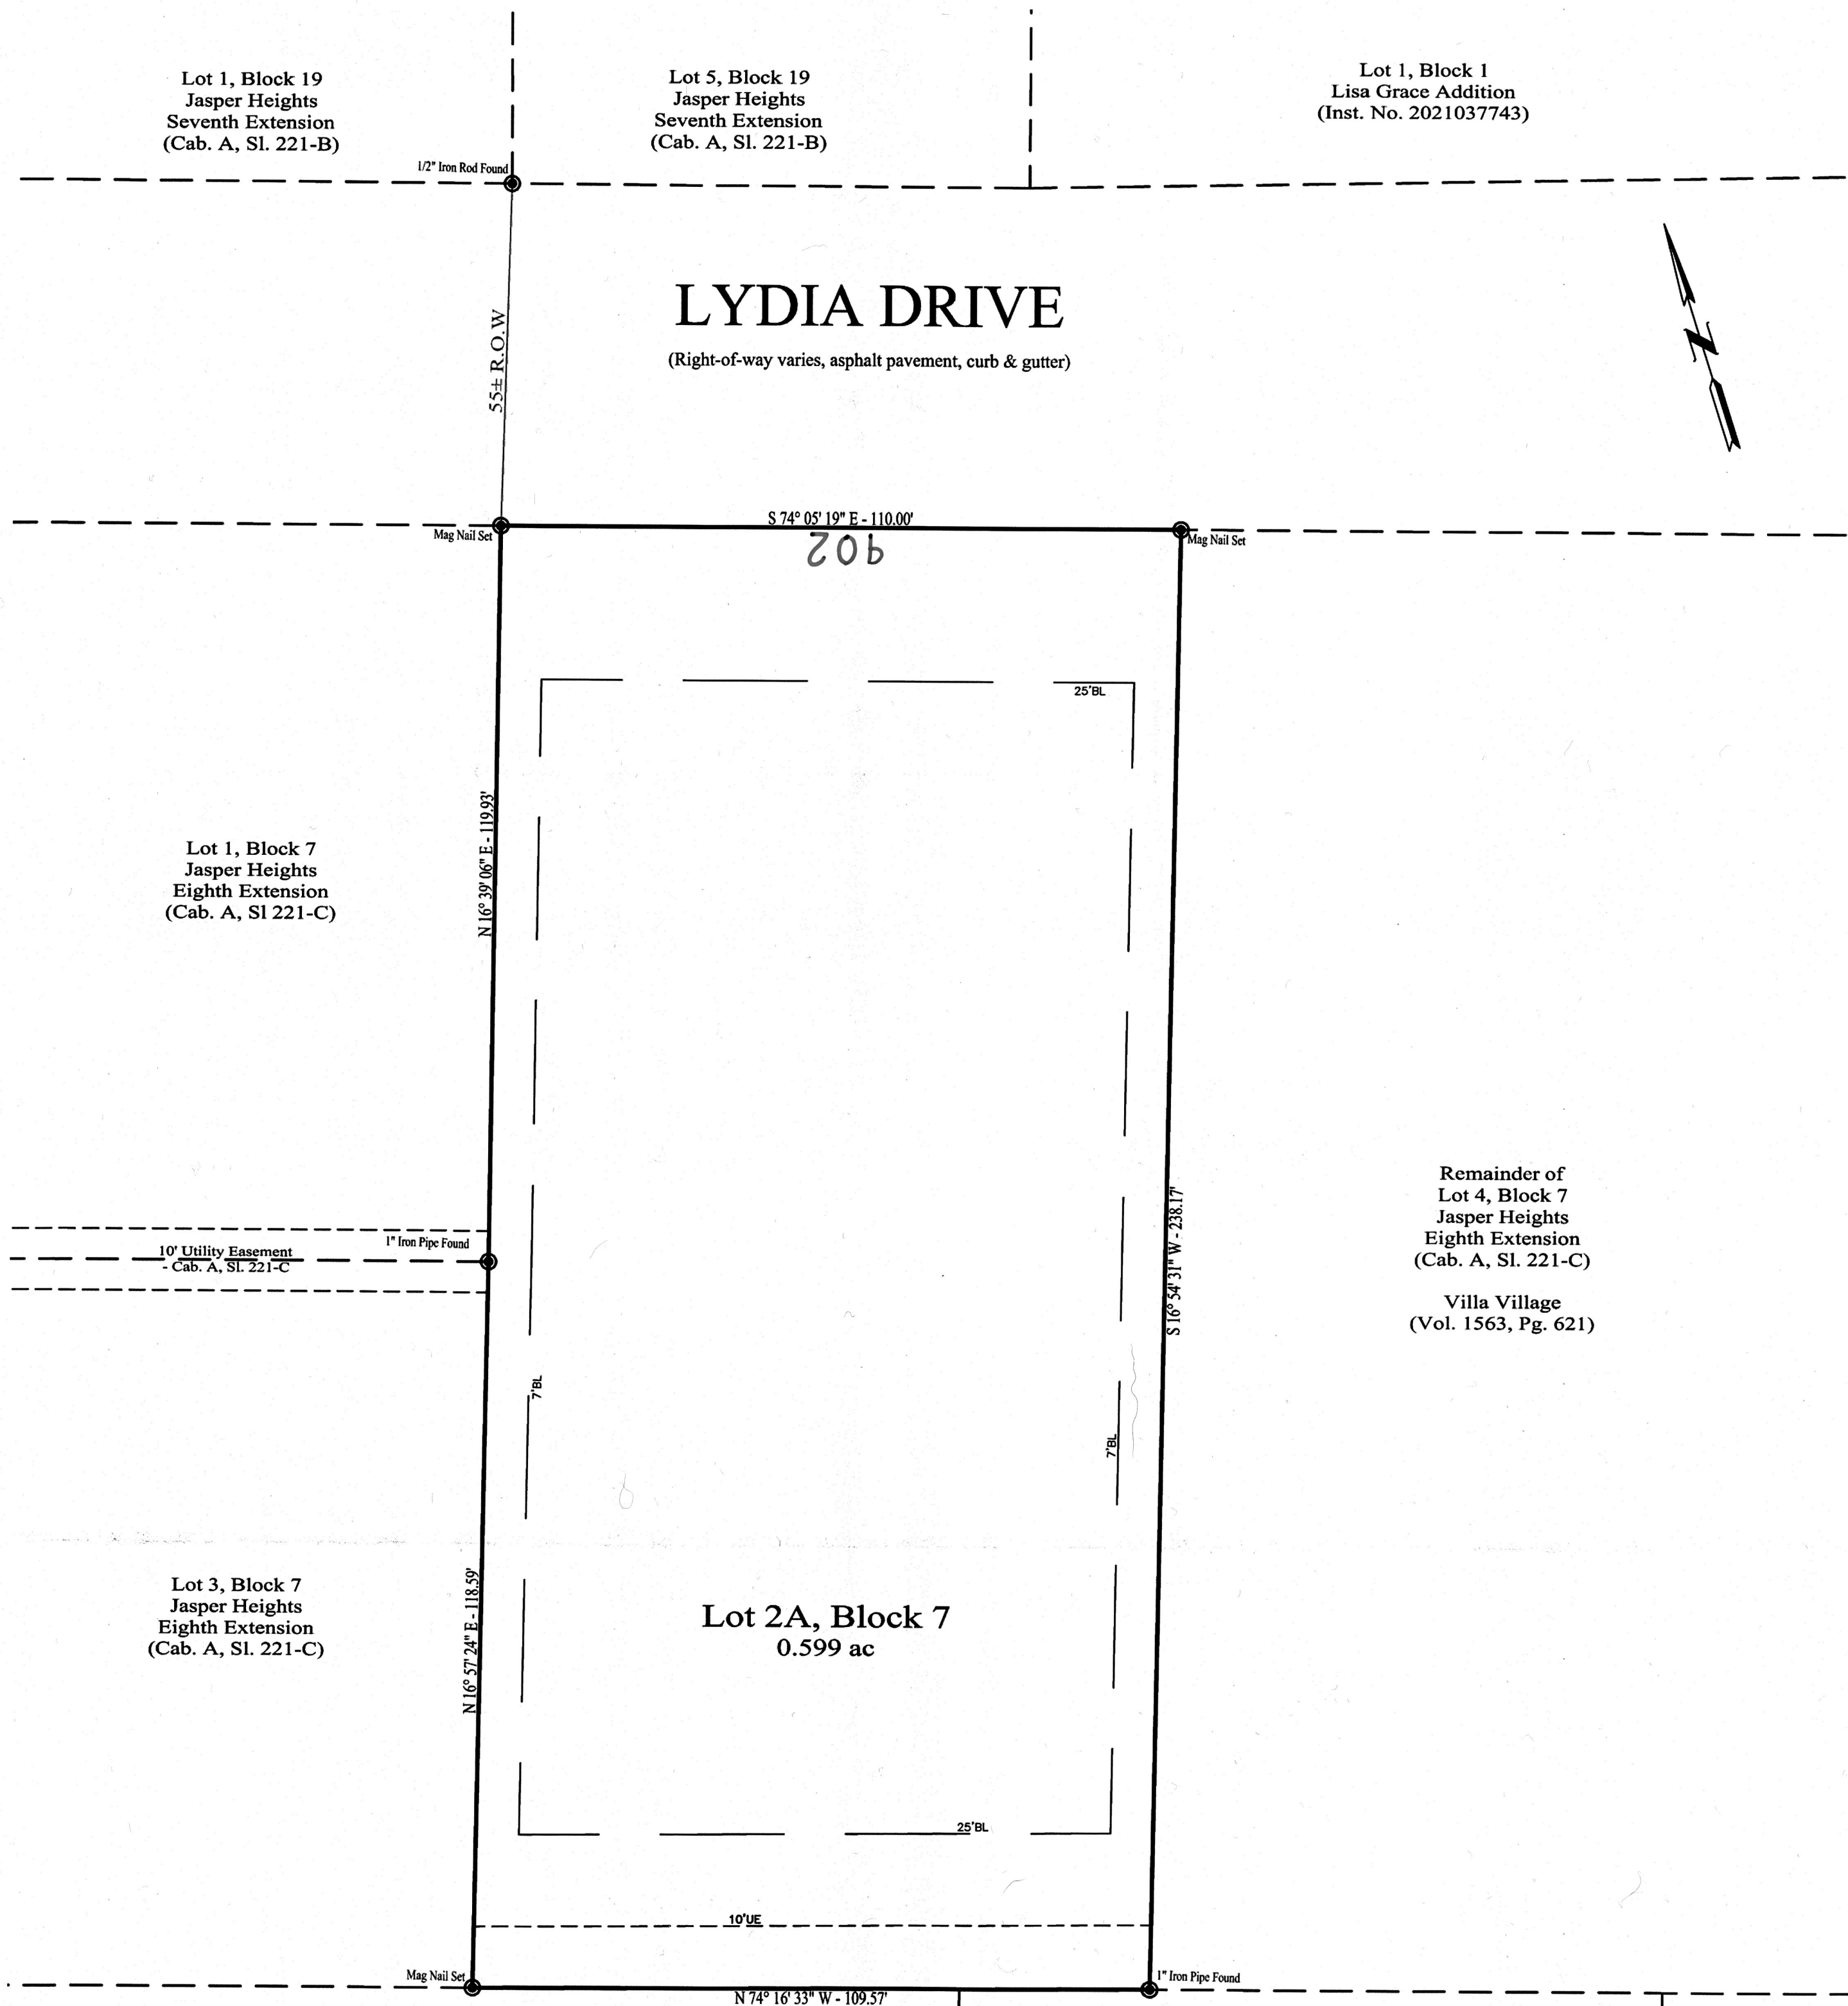 Lot 1, Block 19
Jasper Heights
Seventh Extension
(Cab. A, Sl. 221-B)
Lot 5, Block 19
Jasper Heights
Seventh Extension
(Cab. A, Sl. 221-B)
Lot 1, Block 1
Lisa Grace Addition
(Inst. No. 2021037743)
1/2" Iron Rod Found
LYDIA DRIVE
(Right-of-way varies, asphalt pavement, curb & gutter)
55± R.O.W
N
S 74° 05' 19" E - 110.00'
Mag Nail Set
Mag Nail Set
902
25'BL
N 16° 39' 06" E - 119.93'
Lot 1, Block 7
Jasper Heights
Eighth Extension
(Cab. A, Sl 221-C)
1" Iron Pipe Found
10' Utility Easement
- Cab. A, Sl. 221-C
S 16° 54' 31" W - 238.17'
Remainder of
Lot 4, Block 7
Jasper Heights
Eighth Extension
(Cab. A, Sl. 221-C)
Villa Village
(Vol. 1563, Pg. 621)
7'BL
7'BL
Lot 3, Block 7
Jasper Heights
Eighth Extension
(Cab. A, Sl. 221-C)
N 16° 57' 24" E - 118.59'
Lot 2A, Block 7
0.599 ac
25'BL
10'UE
Mag Nail Set
1" Iron Pipe Found
N 74° 16' 33" W - 109.57'